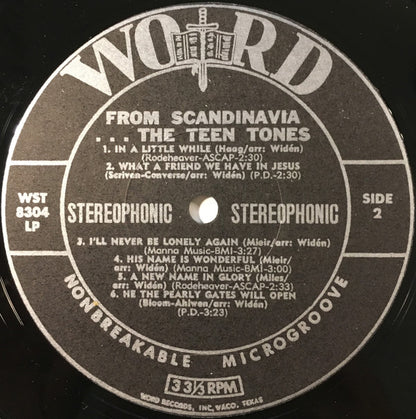 WORD
FROM SCANDINAVIA
. . . THE TEEN TONES
1. IN A LITTLE WHILE (Haag/arr: Widén)
(Rodeheaver-ASCAP-2:30)
2. WHAT A FRIEND WE HAVE IN JESUS
(Scriven-Converse/arr: Widén) (P.D.-2:30)
WST
8304
LP
STEREOPHONIC
STEREOPHONIC
SIDE
2
3. I'LL NEVER BE LONELY AGAIN (Mieir/arr: Widén)
(Manna Music-BMI-3:27)
4. HIS NAME IS WONDERFUL (Mieir/
arr: Widén) (Manna Music-BMI-3:00)
5. A NEW NAME IN GLORY (Miles/
arr: Widén) (Rodeheaver-ASCAP-2:33)
6. HE THE PEARLY GATES WILL OPEN
(Bloom-Ahlwen/arr: Widén)
(P.D.-3:23)
NONBREAKABLE MICROGROOVE
33⅓ RPM
WORD RECORDS, INC, WACO, TEXAS